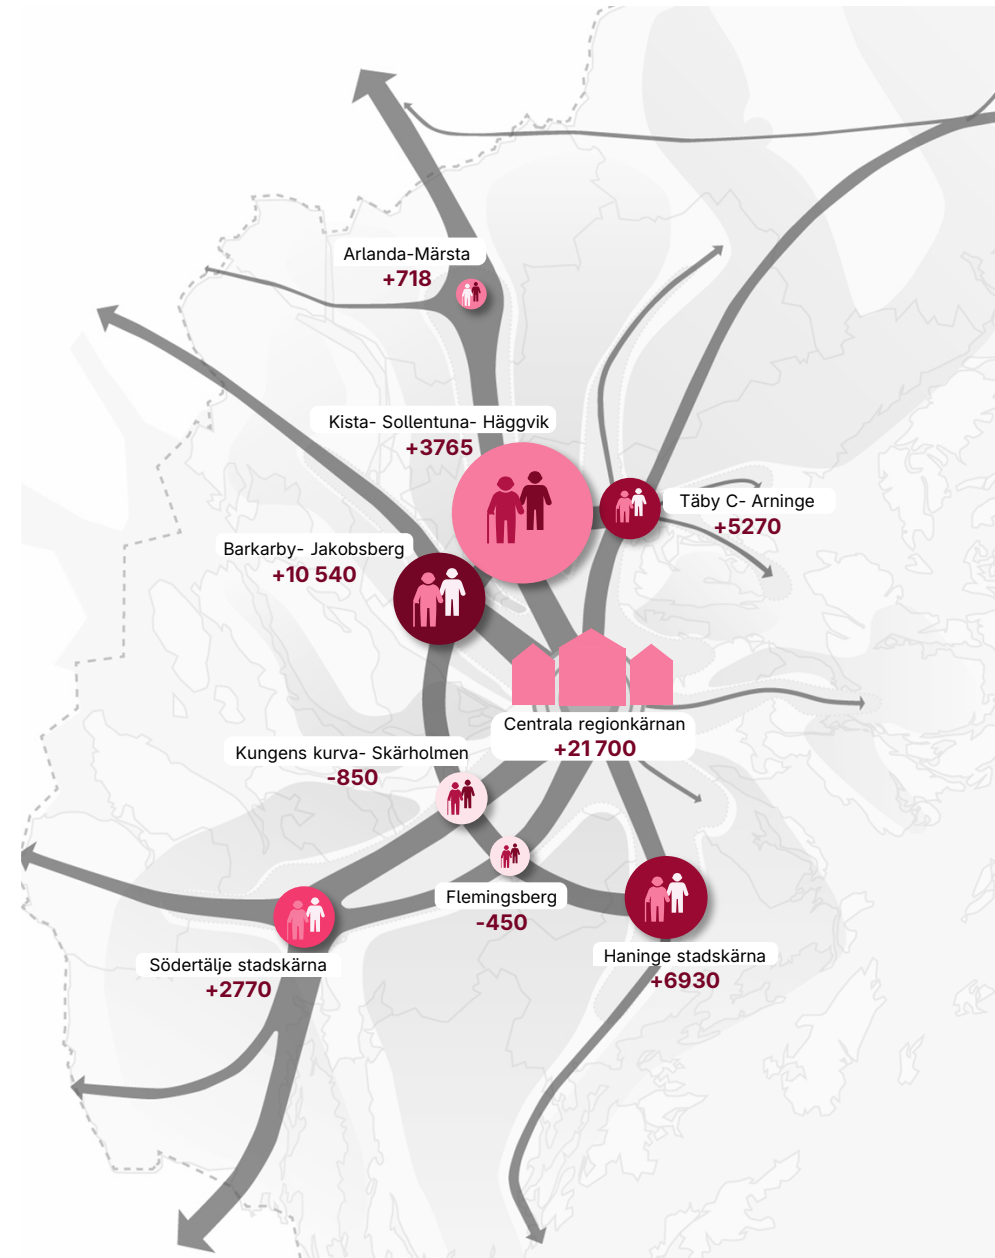 Arlanda-Märsta
+718
Kista- Sollentuna- Häggvik
+3765
Täby C- Arninge
+5270
Barkarby- Jakobsberg
+10 540
Centrala regionkärnan
+21 700
Kungens kurva- Skärholmen
-850
Flemingsberg
-450
Haninge stadskärna
+6930
Södertälje stadskärna
+2770